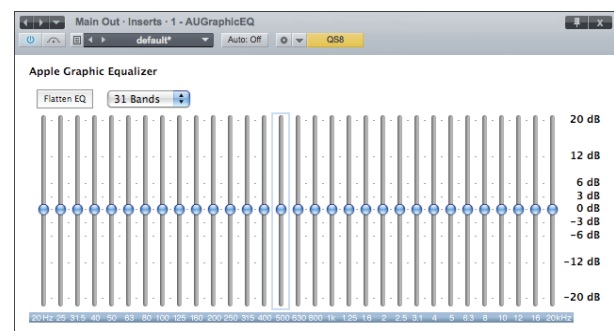 Main Out · Inserts · 1 - AUGraphicEQ
X
default* Auto: Off QS8
Apple Graphic Equalizer
Flatten EQ 31 Bands
20 dB
12 dB
6 dB
3 dB
0 dB
-3 dB
-6 dB
-12 dB
-20 dB
20 Hz 25 31.5 40 50 63 80 100 125 160 200 250 315 400 500 630 800 1k 1.25 1.6 2 2.5 3.1 4 5 6.3 8 10 12 16 20kHz